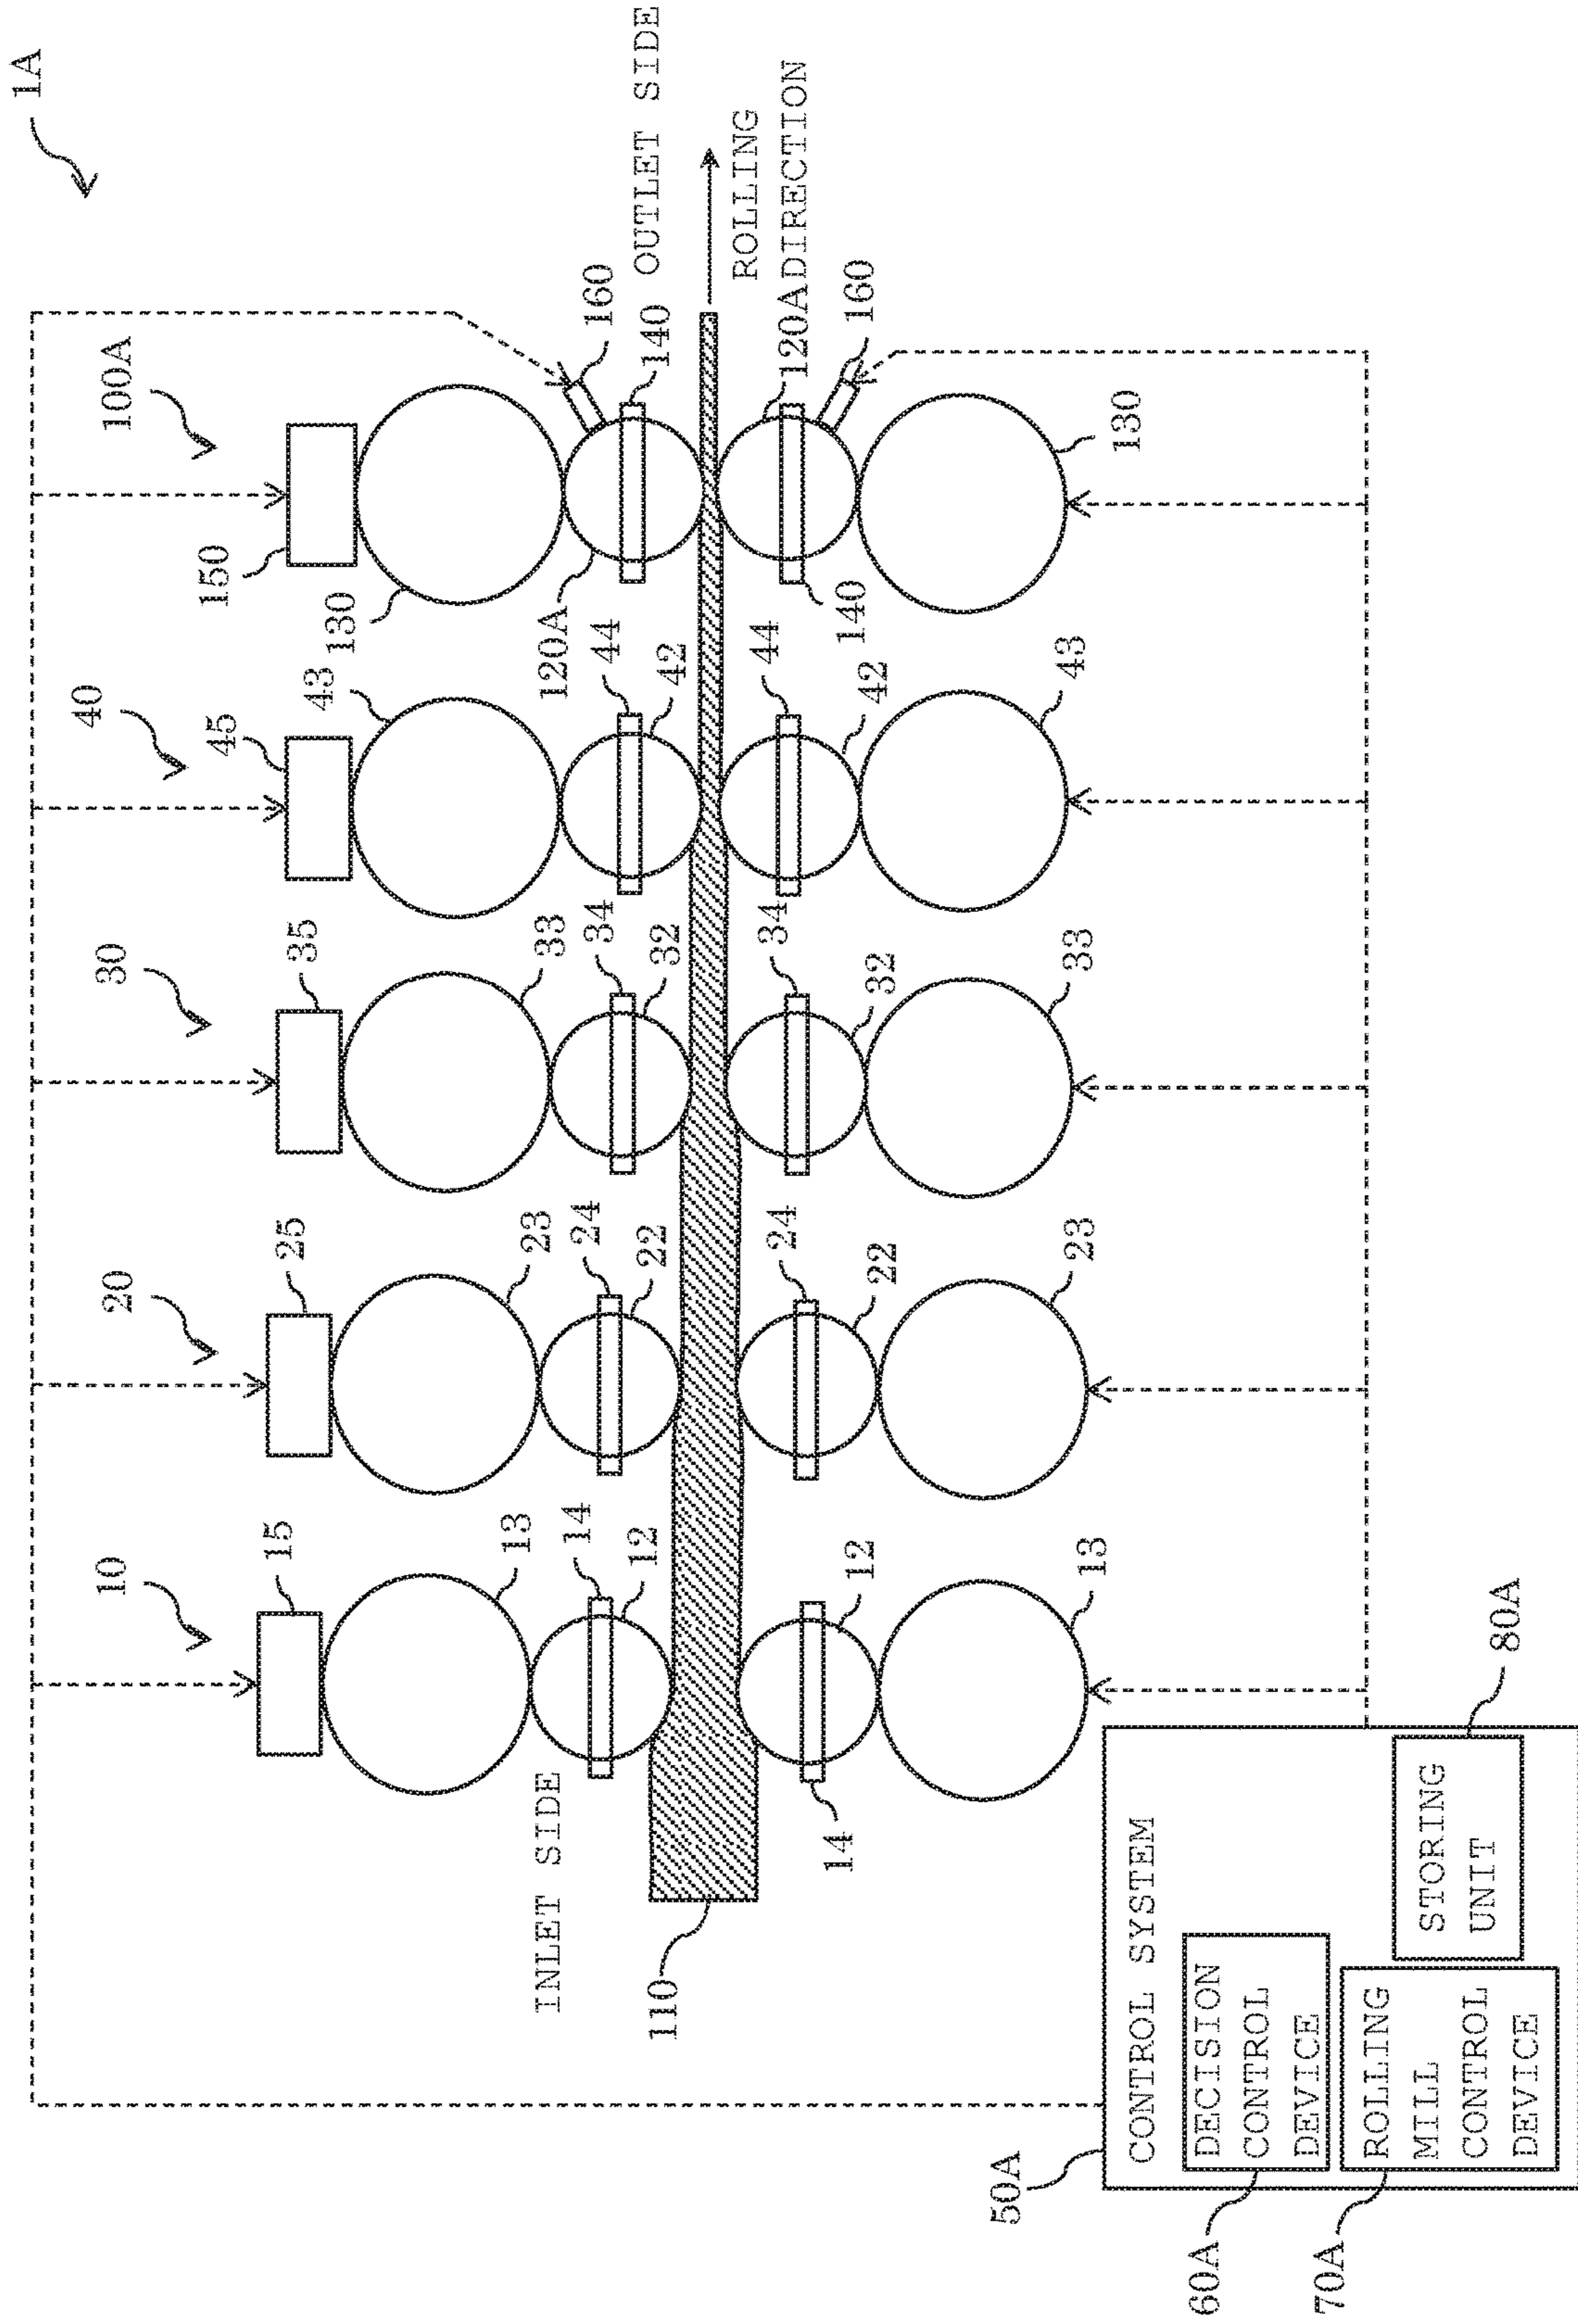 1A
10
20
30
40
100A
15
25
35
45
150
13
23
33
43
130
14
24
34
44
140
160
12
22
32
42
120A
INLET SIDE
OUTLET SIDE
110
ROLLING
DIRECTION
14
24
34
44
140
120A
160
12
22
32
42
13
23
33
43
130
50A
CONTROL SYSTEM
60A
DECISION
CONTROL
DEVICE
70A
ROLLING
MILL
CONTROL
DEVICE
STORING
UNIT
80A